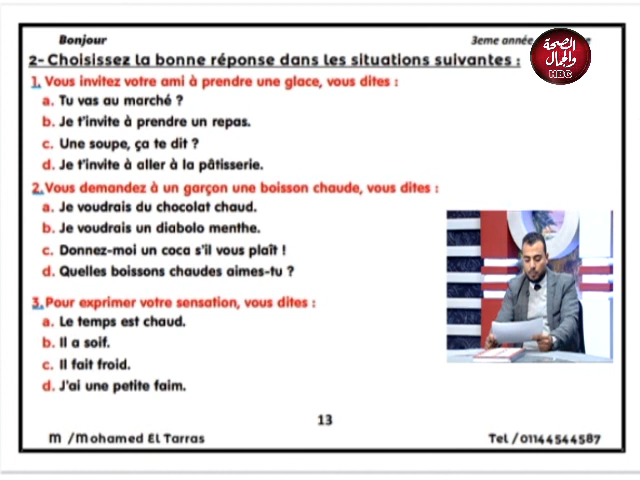 Bonjour
3eme année
الصحة
والجمال
HBG
2- Choisissez la bonne réponse dans les situations suivantes :
1. Vous invitez votre ami à prendre une glace, vous dites :
a. Tu vas au marché ?
b. Je t'invite à prendre un repas.
c. Une soupe, ça te dit ?
d. Je t'invite à aller à la pâtisserie.
2. Vous demandez à un garçon une boisson chaude, vous dites :
a. Je voudrais du chocolat chaud.
b. Je voudrais un diabolo menthe.
c. Donnez-moi un coca s'il vous plaît !
d. Quelles boissons chaudes aimes-tu ?
3. Pour exprimer votre sensation, vous dites :
a. Le temps est chaud.
b. Il a soif.
c. Il fait froid.
d. J'ai une petite faim.
13
M /Mohamed El Tarras
Tel /01144544587